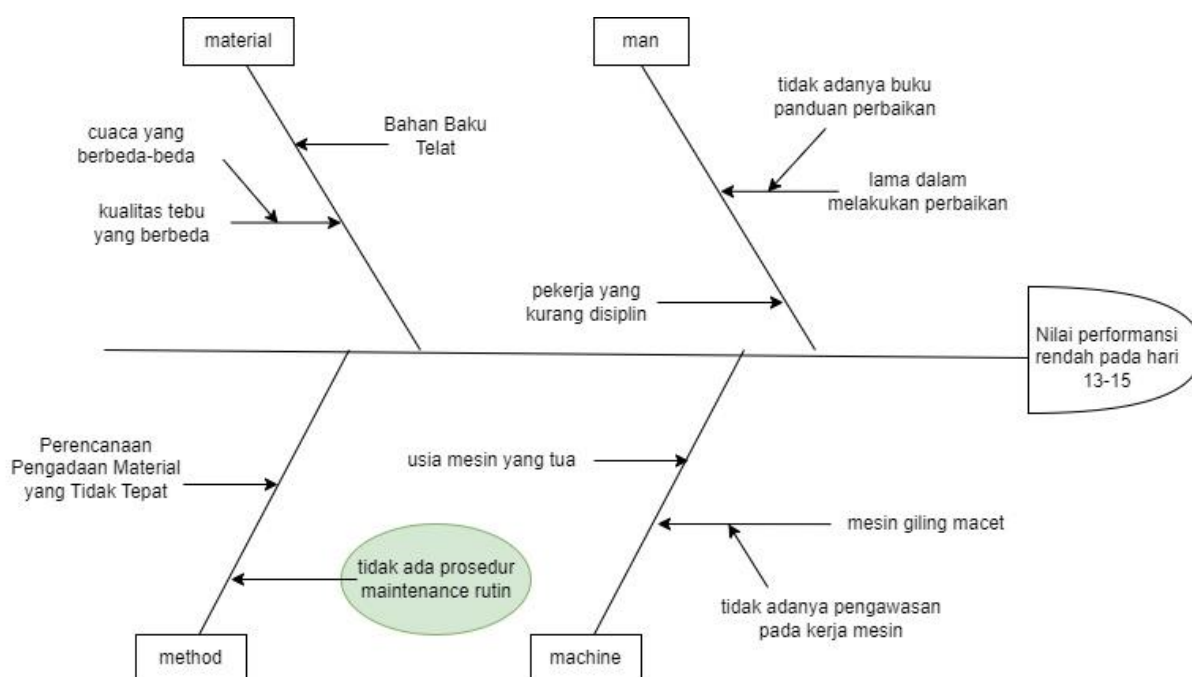 material
man
tidak adanya buku
panduan perbaikan
Bahan Baku
Telat
cuaca yang
berbeda-beda
lama dalam
melakukan perbaikan
kualitas tebu
yang berbeda
pekerja yang
kurang disiplin
Nilai performansi
rendah pada hari
13-15
Perencanaan
Pengadaan Material
yang Tidak Tepat
usia mesin yang tua
mesin giling macet
tidak ada prosedur
maintenance rutin
tidak adanya pengawasan
pada kerja mesin
method
machine